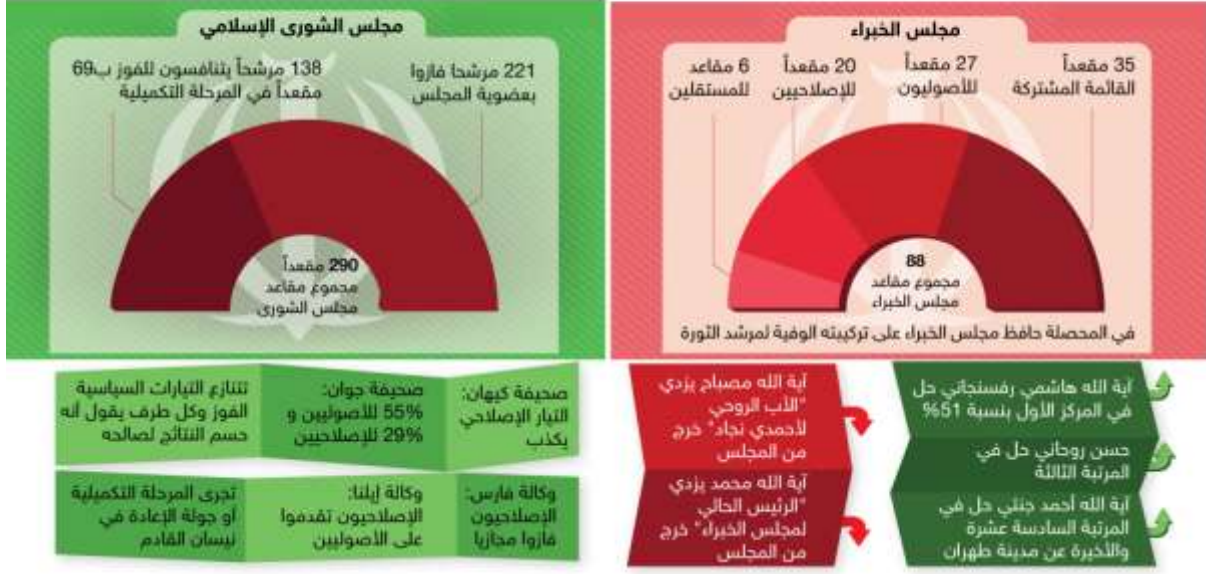 مجلس الخبراء
35 مقعداً
القائمة المشتركة
27 مقعداً
للأصوليون
20 مقعداً
للإصلاحيين
6 مقاعد
للمستقلين
88
مجموع مقاعد
مجلس الخبراء
في المحصلة حافظ مجلس الخبراء على تركيبته الوفية لمرشد الثورة
مجلس الشورى الإسلامي
221 مرشحا فازوا
بعضوية المجلس
138 مرشحاً يتنافسون للفوز ب69
مقعداً في المرحلة التكميلية
290 مقعداً
مجموع مقاعد
مجلس الشورى
آية الله هاشمي رفسنجاني حل
في المركز الأول بنسبة 51%
حسن روحاني حل في
المرتبة الثالثة
آية الله أحمد جنتي حل في
المرتبة السادسة عشرة
والأخيرة عن مدينة طهران
آية الله مصباح يزدي
"الأب الروحي
لأحمدي نجاد" خرج
من المجلس
آية الله محمد يزدي
"الرئيس الحالي
لمجلس الخبراء" خرج
من المجلس
صحيفة كيهان:
التيار الإصلاحي
يكذب
صحيفة جوان:
55% للأصوليين و
29% للإصلاحيين
تتنازع التيارات السياسية
الفوز وكل طرف يقول أنه
حسم النتائج لصالحه
وكالة فارس:
الإصلاحيون
فازوا مجازيا
وكالة إيلنا:
الإصلاحيون تقدموا
على الأصوليين
تجرى المرحلة التكميلية
أو جولة الإعادة في
نيسان القادم